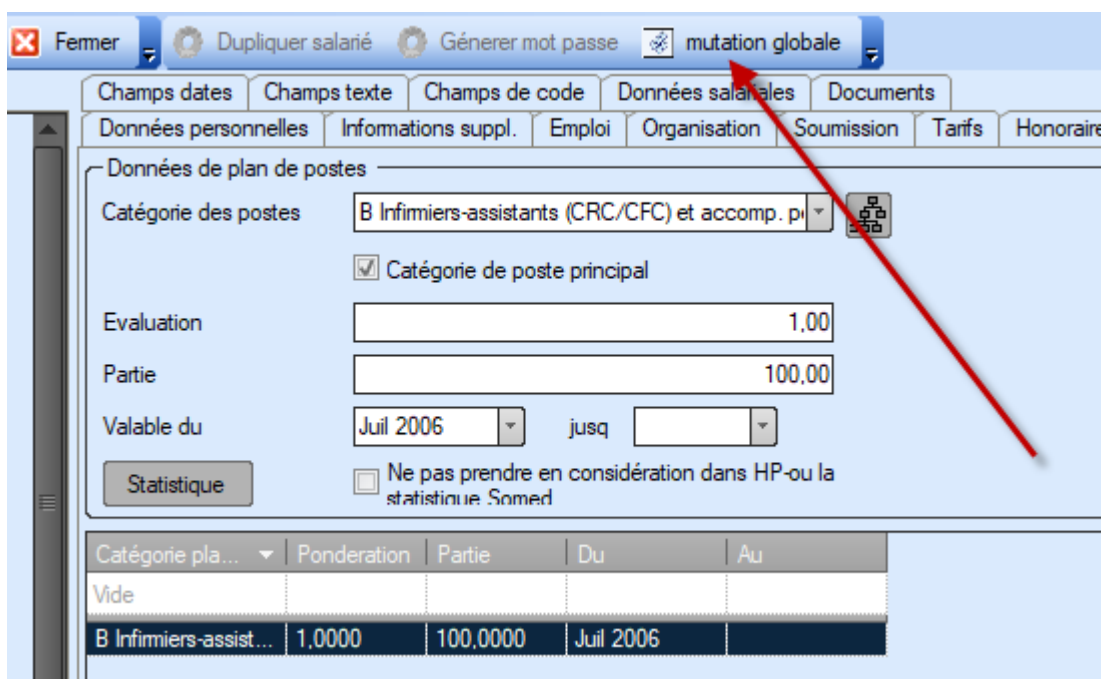 Fermer Dupliquer salarié Génerer mot passe mutation globale
Champs dates Champs texte Champs de code Données salariales Documents
Données personnelles Informations suppl. Emploi Organisation Soumission Tarifs Honoraire
Données de plan de postes
Catégorie des postes B Infirmiers-assistants (CRC/CFC) et accomp.
Catégorie de poste principal
Evaluation 1,00
Partie 100,00
Valable du Juil 2006 jusq
Statistique Ne pas prendre en considération dans HP-ou la
statistique Somed
Catégorie pla... Ponderation Partie Du Au
Vide
B Infirmiers-assist... 1,0000 100,0000 Juil 2006